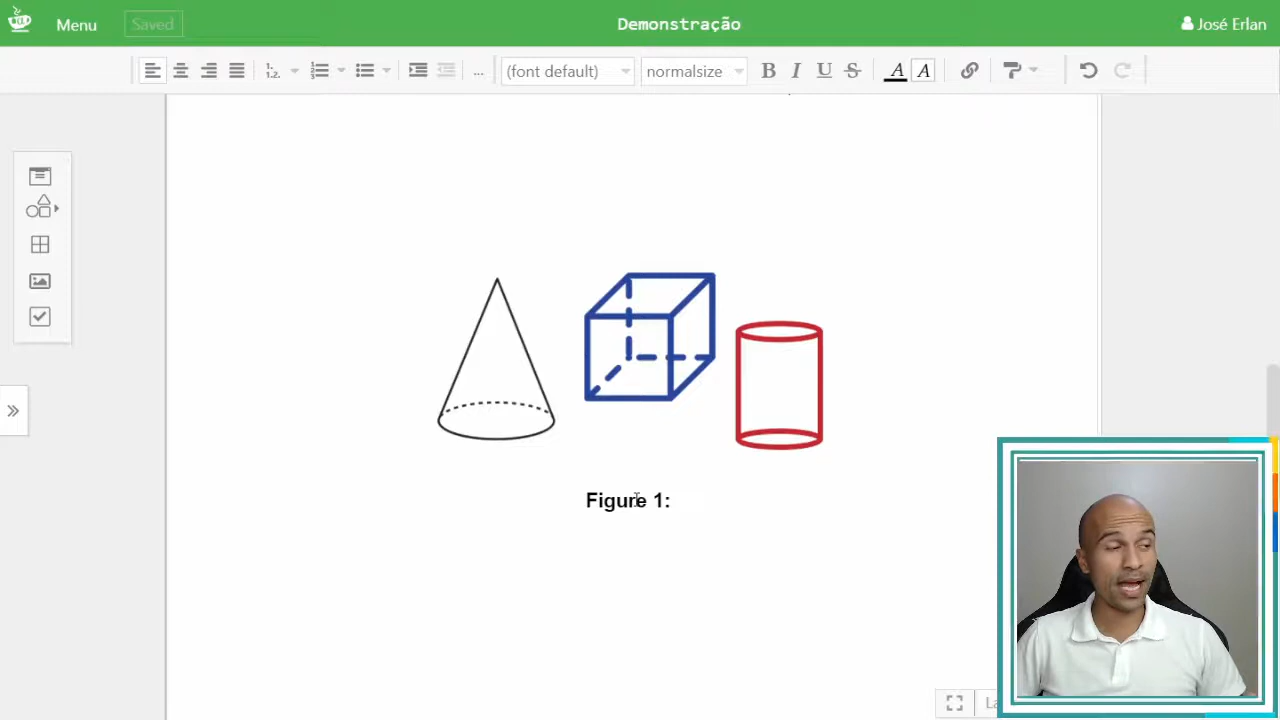 Menu
Saved
Demonstração
José Erlan
(font default)
normalsize
B I U S A A
Figure 1: